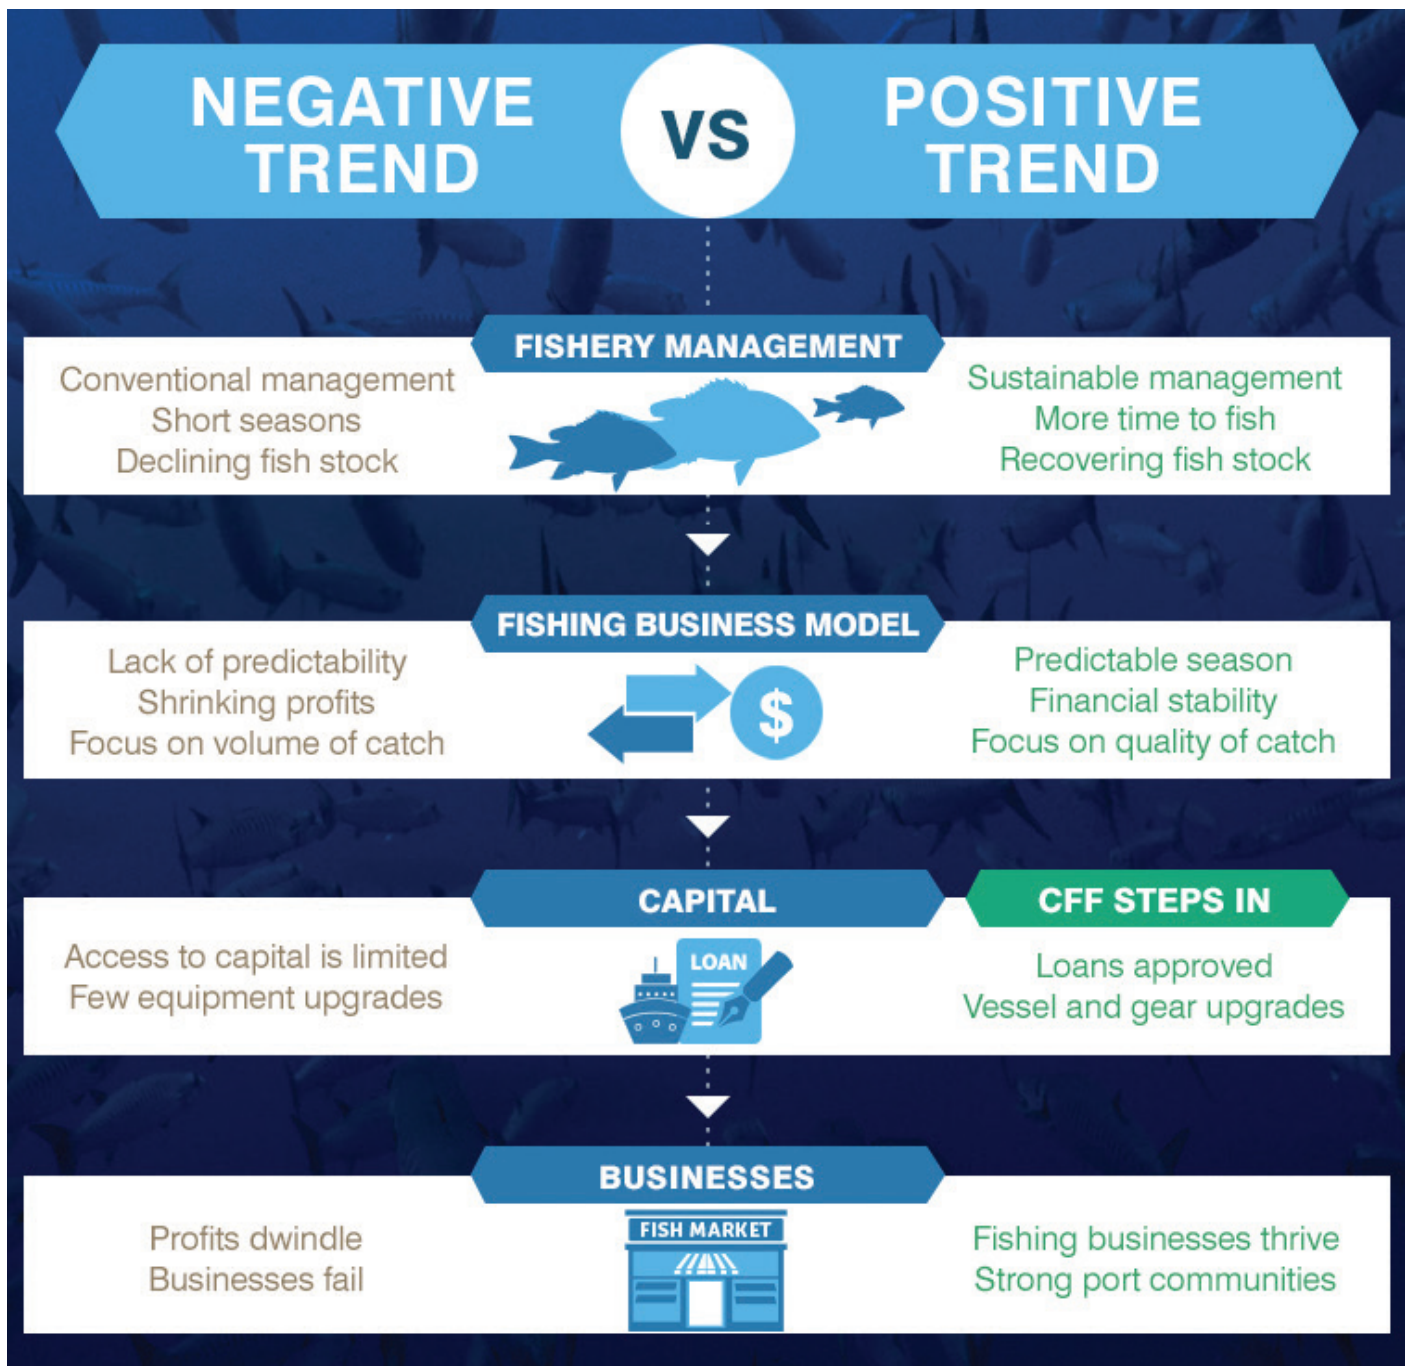 NEGATIVE
TREND
VS
POSITIVE
TREND
FISHERY MANAGEMENT
Conventional management
Short seasons
Declining fish stock
Sustainable management
More time to fish
Recovering fish stock
FISHING BUSINESS MODEL
Lack of predictability
Shrinking profits
Focus on volume of catch
$
Predictable season
Financial stability
Focus on quality of catch
CAPITAL
CFF STEPS IN
Access to capital is limited
Few equipment upgrades
LOAN
Loans approved
Vessel and gear upgrades
BUSINESSES
Profits dwindle
Businesses fail
FISH MARKET
Fishing businesses thrive
Strong port communities